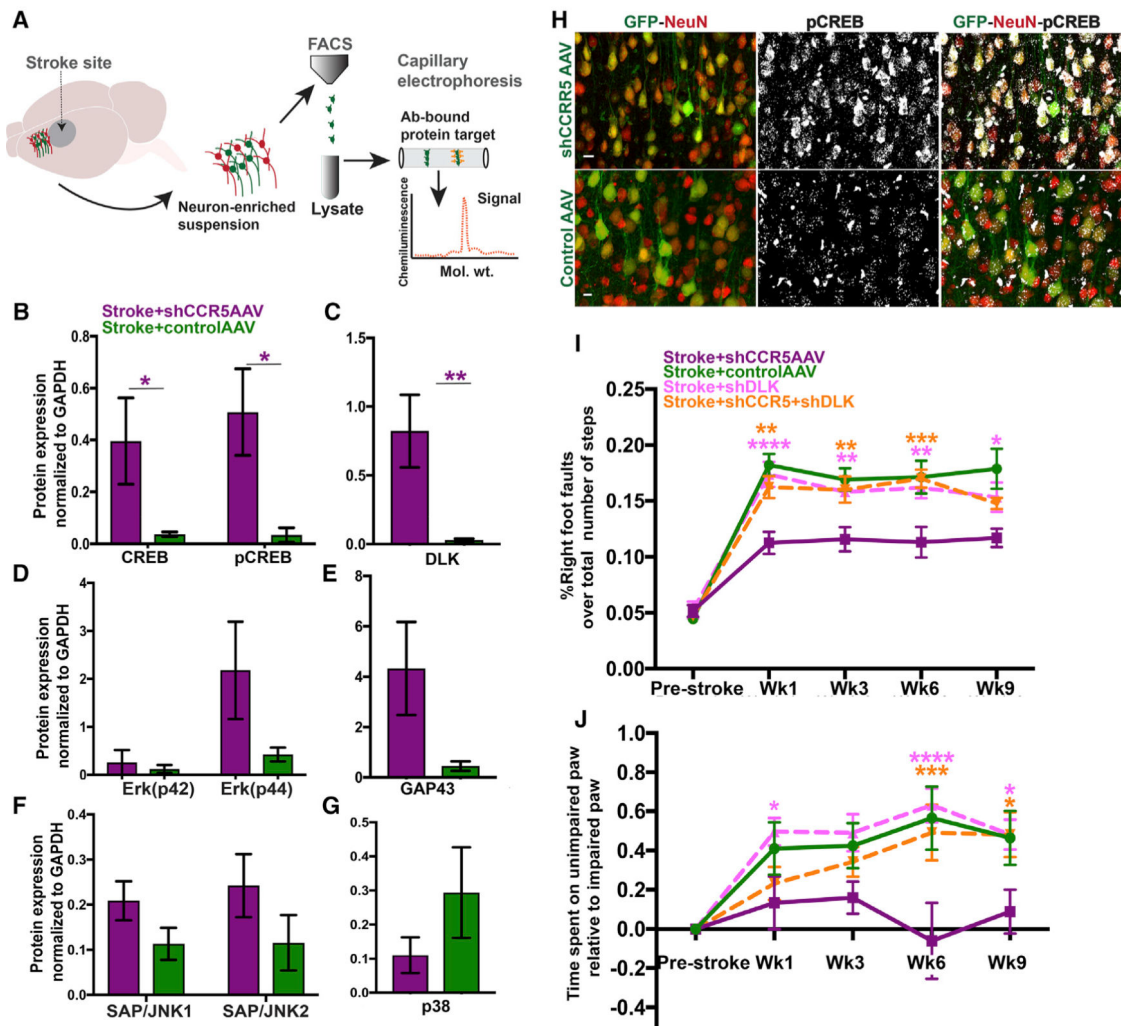 A
Stroke site
FACS
Capillary
electrophoresis
Ab-bound
protein target
Neuron-enriched
suspension
Lysate
Chemiluminescence
Signal
Mol. wt.
H
GFP-NeuN
pCREB
GFP-NeuN-pCREB
shCCRR5 AAV
Control AAV
B
Stroke+shCCR5AAV
Stroke+controlAAV
Protein expression
normalized to GAPDH
0.8
0.6
0.4
0.2
0.0
*
*
CREB
pCREB
C
1.5
1.0
0.5
0.0
**
DLK
D
Protein expression
normalized to GAPDH
4
3
2
1
0
Erk(p42)
Erk(p44)
E
8
6
4
2
0
GAP43
F
Protein expression
normalized to GAPDH
0.4
0.3
0.2
0.1
0.0
SAP/JNK1
SAP/JNK2
G
0.5
0.4
0.3
0.2
0.1
0.0
p38
I
Stroke+shCCR5AAV
Stroke+controlAAV
Stroke+shDLK
Stroke+shCCR5+shDLK
%Right foot faults
over total number of steps
0.25
0.20
0.15
0.10
0.05
0.00
** ** *** *
**** ** **
Pre-stroke Wk1 Wk3 Wk6 Wk9
J
Time spent on unimpaired paw
relative to impaired paw
1.0
0.8
0.6
0.4
0.2
0.0
-0.2
-0.4
* **** *
*** *
Pre-stroke Wk1 Wk3 Wk6 Wk9